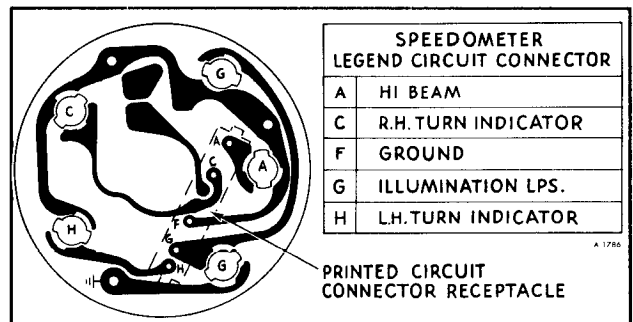 SPEEDOMETER
LEGEND CIRCUIT CONNECTOR
A HI BEAM
C R.H. TURN INDICATOR
F GROUND
G ILLUMINATION LPS.
H L.H. TURN INDICATOR
A 1786
PRINTED CIRCUIT
CONNECTOR RECEPTACLE
G
C
A
C
A
F
H
G
H
G